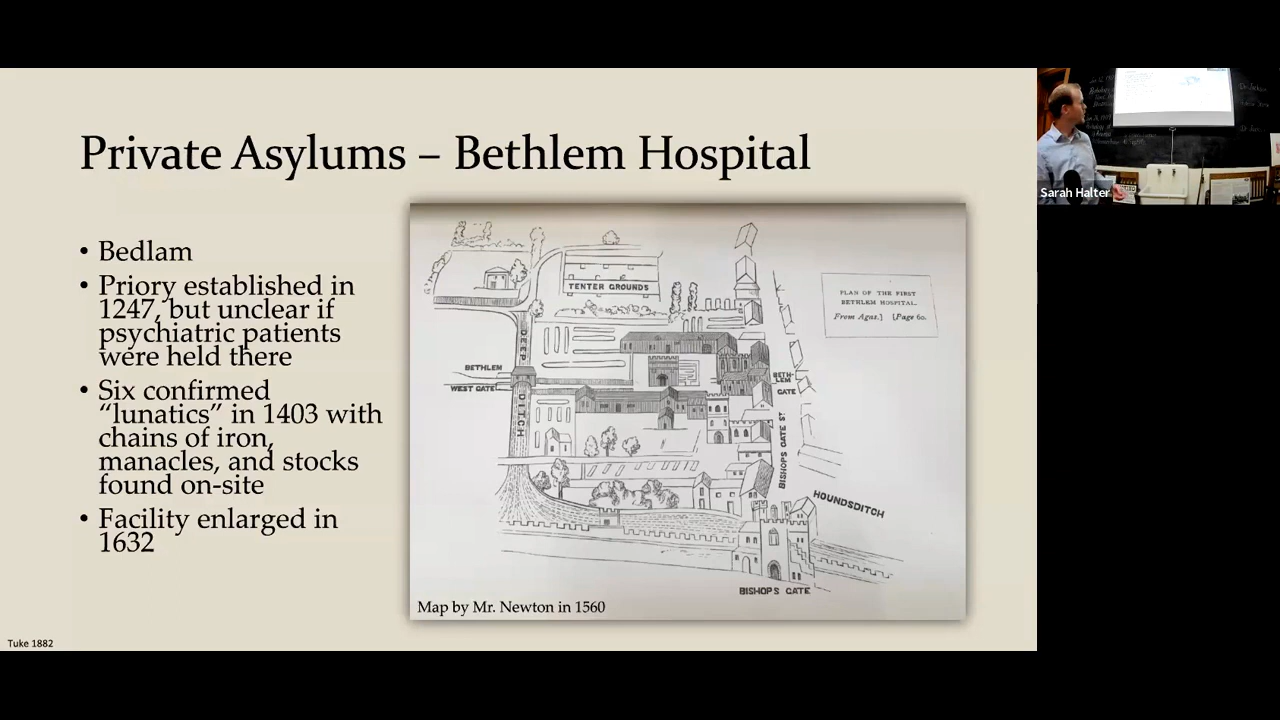 Private Asylums – Bethlem Hospital
• Bedlam
• Priory established in
1247, but unclear if
psychiatric patients
were held there
• Six confirmed
“lunatics” in 1403 with
chains of iron,
manacles, and stocks
found on-site
• Facility enlarged in
1632
TENTER GROUNDS
PLAN OF THE FIRST
BETHLEM HOSPITAL.
From Agas.] [Page 60.
DEEP
DITCH
BETHLEM
WEST GATE
BETH-
LEM
GATE
BISHOPS GATE ST
HOUNDSDITCH
BISHOPS GATE
Map by Mr. Newton in 1560
Tuke 1882
Sarah Halter